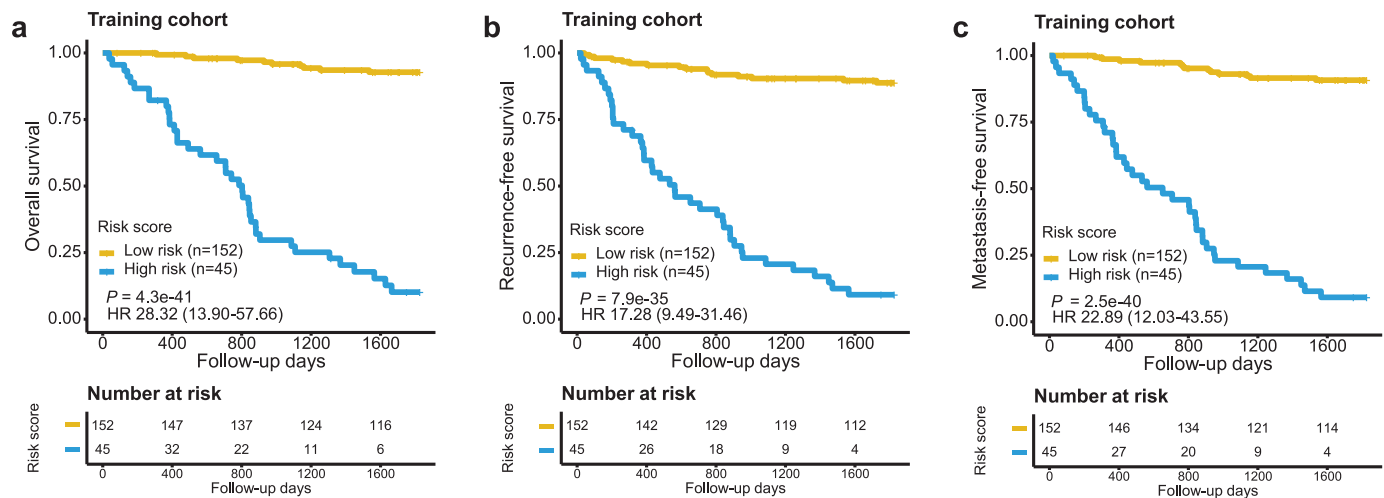 a
Training cohort
1.00
0.75
0.50
0.25
0.00
Overall survival
Risk score
Low risk (n=152)
High risk (n=45)
P = 4.3e-41
HR 28.32 (13.90-57.66)
0 400 800 1200 1600
Follow-up days
Number at risk
Risk score
152 147 137 124 116
45 32 22 11 6
0 400 800 1200 1600
Follow-up days
b
Training cohort
1.00
0.75
0.50
0.25
0.00
Recurrence-free survival
Risk score
Low risk (n=152)
High risk (n=45)
P = 7.9e-35
HR 17.28 (9.49-31.46)
0 400 800 1200 1600
Follow-up days
Number at risk
Risk score
152 142 129 119 112
45 26 18 9 4
0 400 800 1200 1600
Follow-up days
c
Training cohort
1.00
0.75
0.50
0.25
0.00
Metastasis-free survival
Risk score
Low risk (n=152)
High risk (n=45)
P = 2.5e-40
HR 22.89 (12.03-43.55)
0 400 800 1200 1600
Follow-up days
Number at risk
Risk score
152 146 134 121 114
45 27 20 9 4
0 400 800 1200 1600
Follow-up days